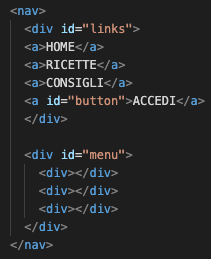 <nav>
<div id="links">
<a>HOME</a>
<a>RICETTE</a>
<a>CONSIGLI</a>
<a id="button">ACCEDI</a>
</div>
<div id="menu">
<div></div>
<div></div>
<div></div>
</div>
</nav>